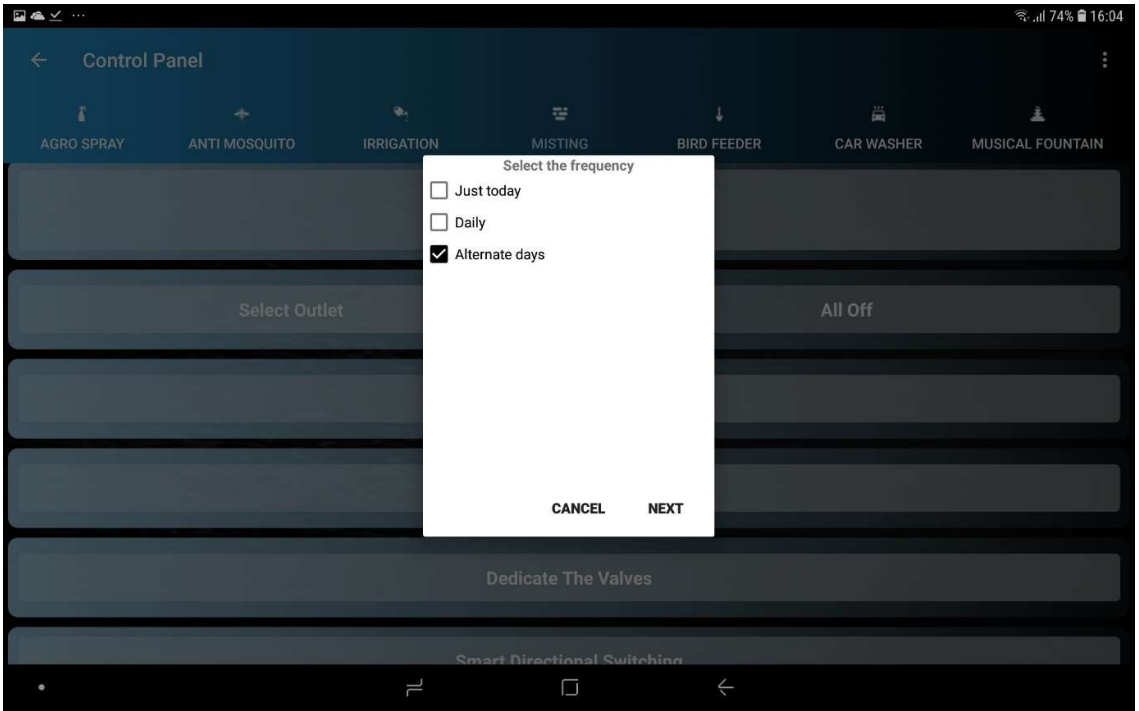 74% 16:04
Control Panel
AGRO SPRAY ANTI MOSQUITO IRRIGATION MISTING BIRD FEEDER CAR WASHER MUSICAL FOUNTAIN
Select the frequency
Just today
Daily
Alternate days
Select Outlet All Off
CANCEL NEXT
Dedicate The Valves
Smart Directional Switching